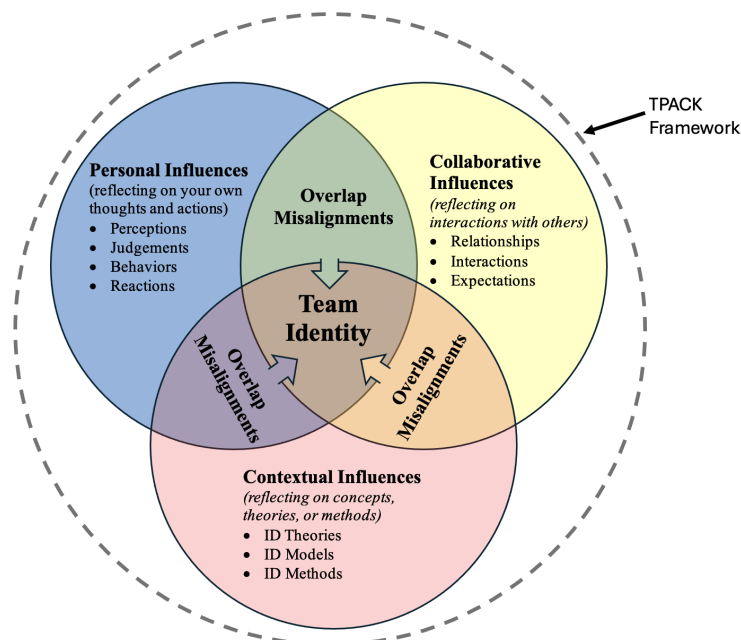 TPACK
Framework
Personal Influences
(reflecting on your own
thoughts and actions)
• Perceptions
• Judgements
• Behaviors
• Reactions
Overlap
Misalignments
Collaborative
Influences
(reflecting on
interactions with others)
• Relationships
• Interactions
• Expectations
Team
Identity
Overlap
Misalignments
Overlap
Misalignments
Contextual Influences
(reflecting on concepts,
theories, or methods)
• ID Theories
• ID Models
• ID Methods